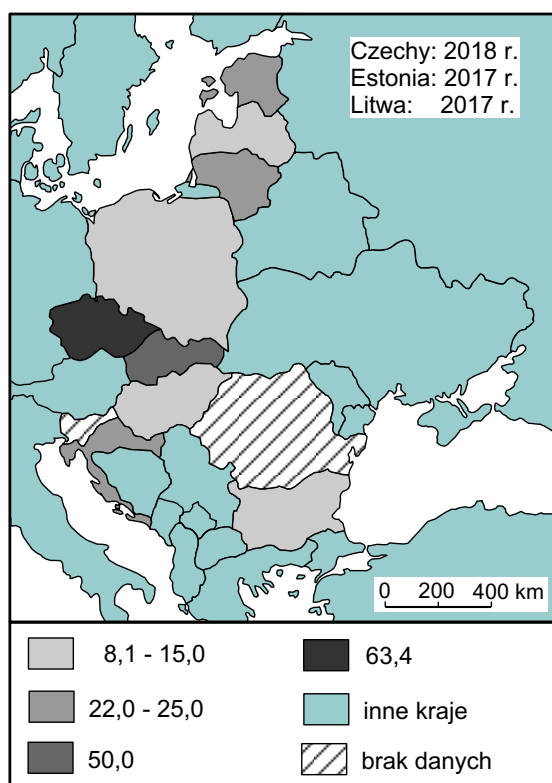 Czechy: 2018 r.
Estonia: 2017 r.
Litwa: 2017 r.
0 200 400 km
8,1 - 15,0
63,4
22,0 - 25,0
inne kraje
50,0
brak danych